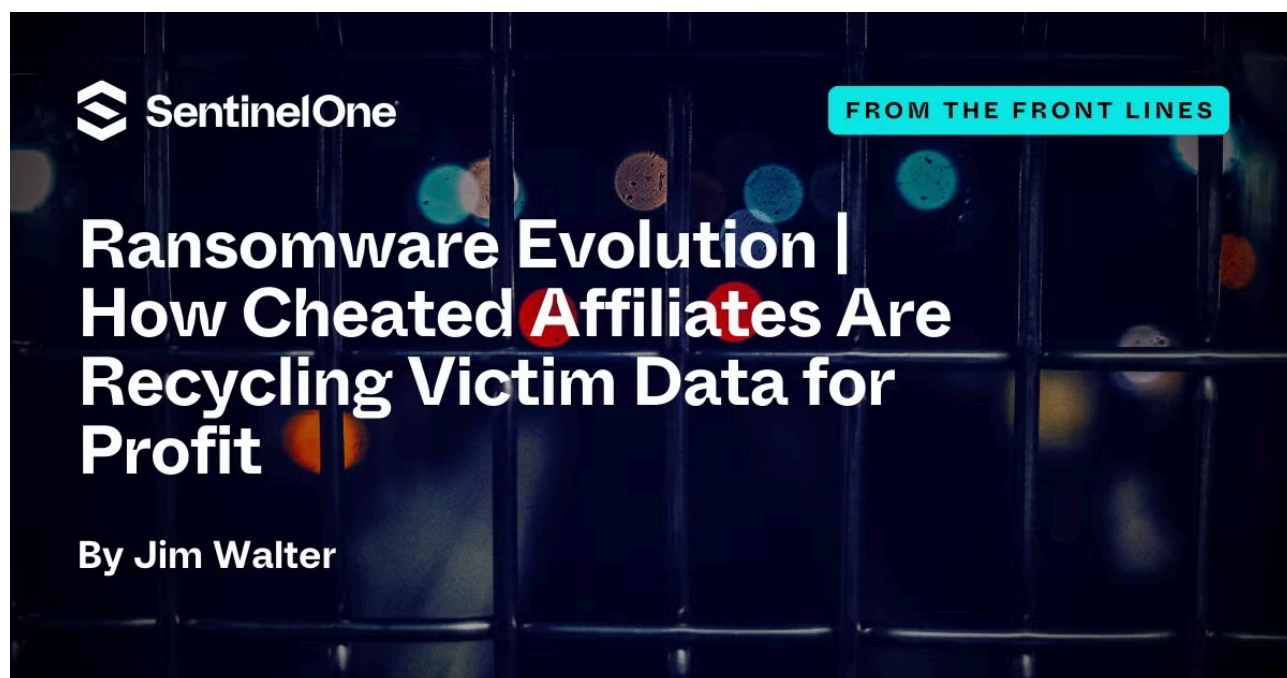 SentinelOne
FROM THE FRONT LINES
Ransomware Evolution |
How Cheated Affiliates Are
Recycling Victim Data for
Profit
By Jim Walter